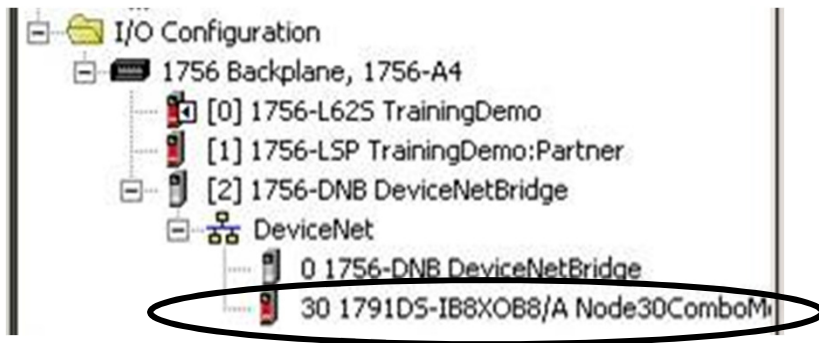 I/O Configuration
1756 Backplane, 1756-A4
[0] 1756-L62S TrainingDemo
[1] 1756-LSP TrainingDemo:Partner
[2] 1756-DNB DeviceNetBridge
DeviceNet
0 1756-DNB DeviceNetBridge
30 1791DS-IB8XOB8/A